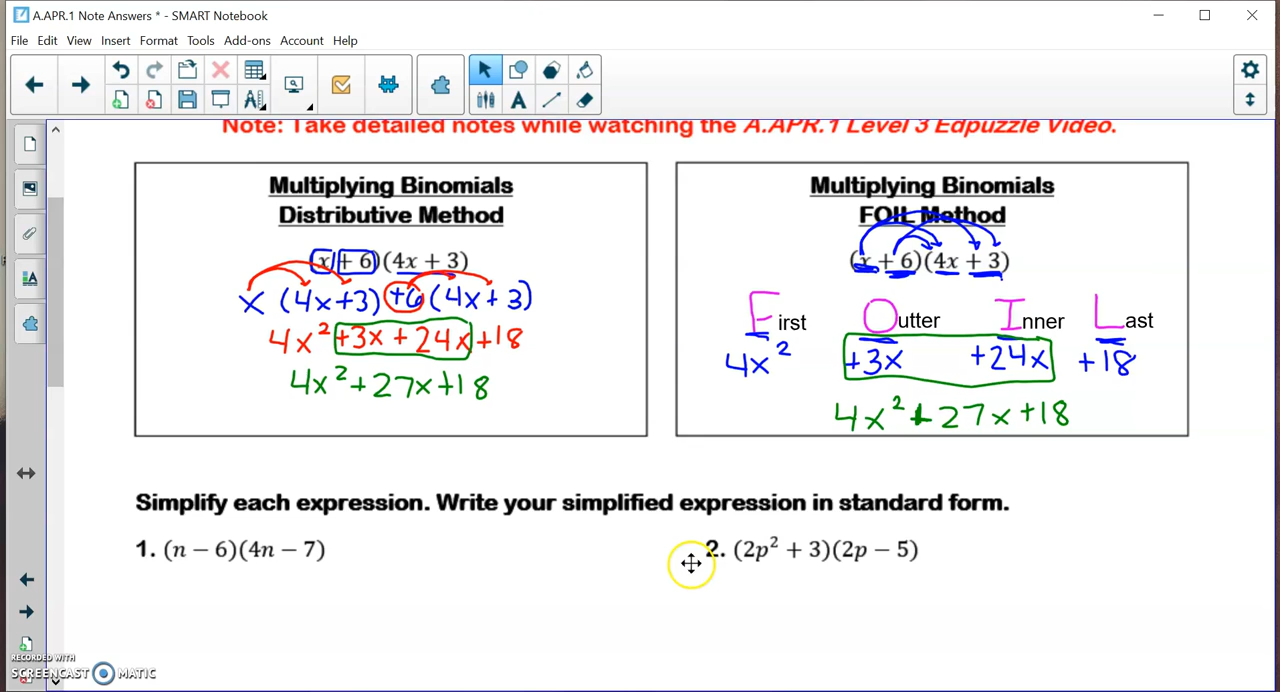 A.APR.1 Note Answers * - SMART Notebook
File Edit View Insert Format Tools Add-ons Account Help
Note: Take detailed notes while watching the A.APR.1 Level 3 Edpuzzle Video.
Multiplying Binomials
Distributive Method
(x + 6)(4x + 3)
x (4x+3) +6 (4x+3)
4x² +3x + 24x +18
4x² + 27x +18
Multiplying Binomials
FOIL Method
(x + 6)(4x + 3)
First Outter Inner Last
4x² +3x +24x +18
4x² + 27x +18
Simplify each expression. Write your simplified expression in standard form.
1. (n − 6)(4n − 7)
2. (2p² + 3)(2p − 5)
RECORDED WITH
SCREENCAST MATIC